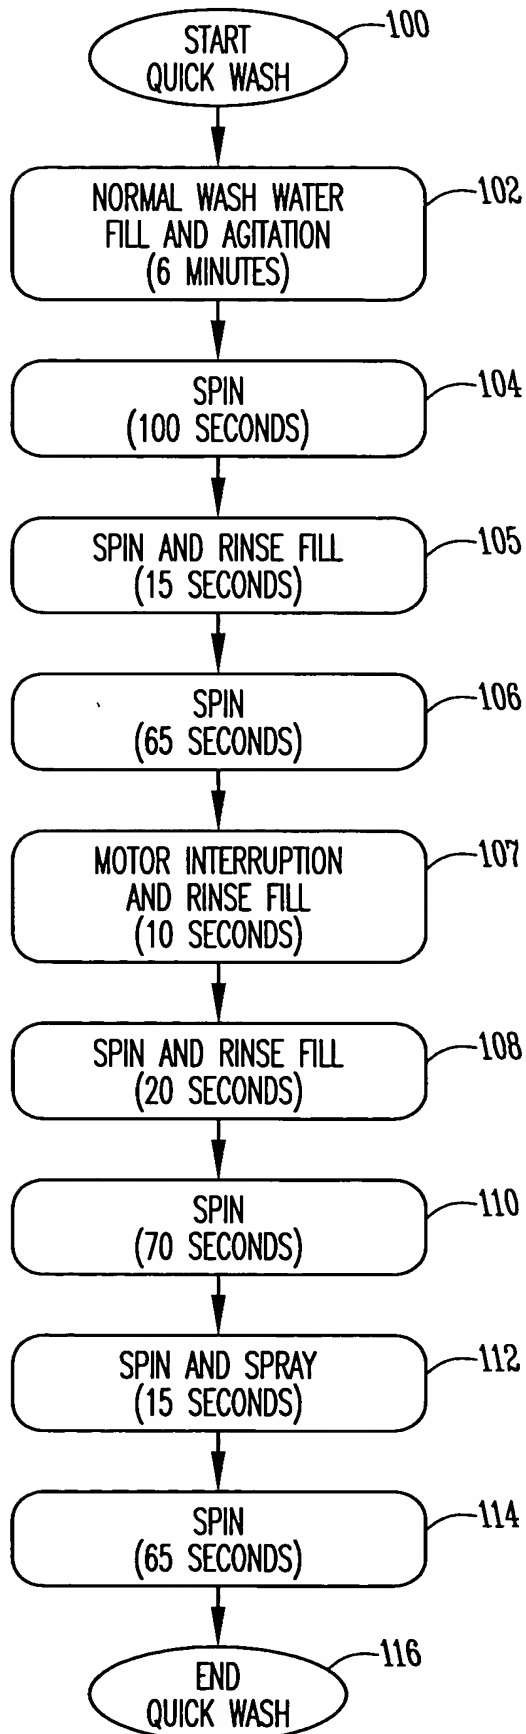 START
QUICK WASH
100
NORMAL WASH WATER
FILL AND AGITATION
(6 MINUTES)
102
SPIN
(100 SECONDS)
104
SPIN AND RINSE FILL
(15 SECONDS)
105
SPIN
(65 SECONDS)
106
MOTOR INTERRUPTION
AND RINSE FILL
(10 SECONDS)
107
SPIN AND RINSE FILL
(20 SECONDS)
108
SPIN
(70 SECONDS)
110
SPIN AND SPRAY
(15 SECONDS)
112
SPIN
(65 SECONDS)
114
END
QUICK WASH
116